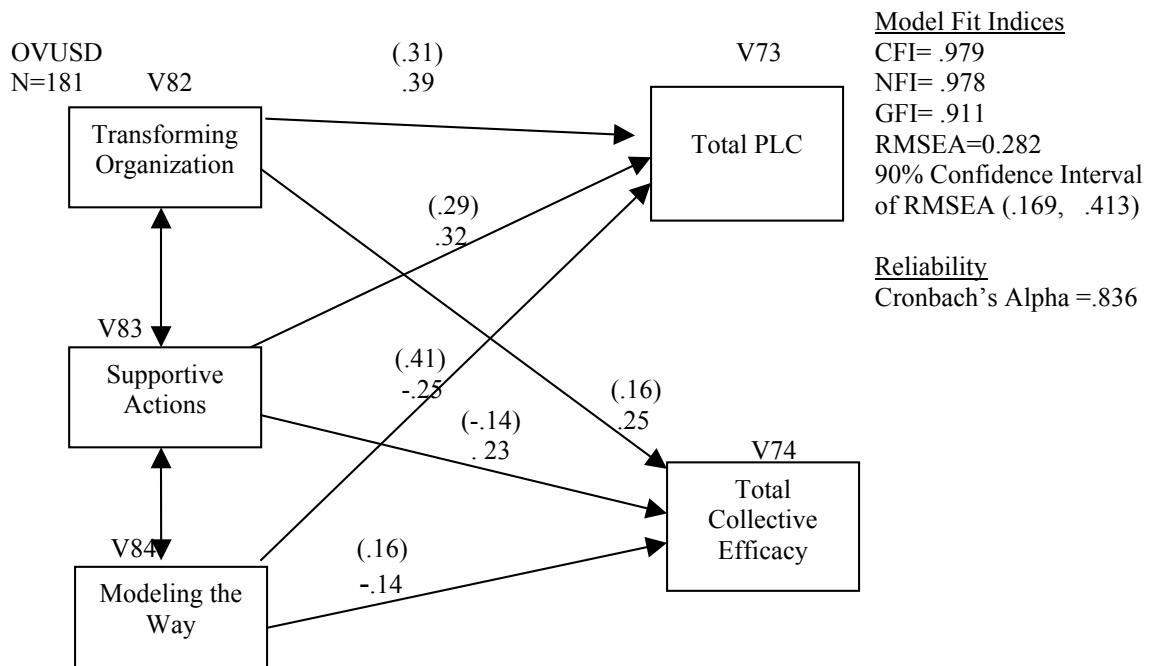 OVUSD
N=181
V82
Transforming
Organization
(.31)
.39
V73
Total PLC
(.29)
.32
V83
Supportive
Actions
(.41)
-.25
(-.14)
. 23
(.16)
.25
V74
Total
Collective
Efficacy
V84
Modeling the
Way
(.16)
-.14
Model Fit Indices
CFI= .979
NFI= .978
GFI= .911
RMSEA=0.282
90% Confidence Interval
of RMSEA (.169, .413)
Reliability
Cronbach’s Alpha =.836